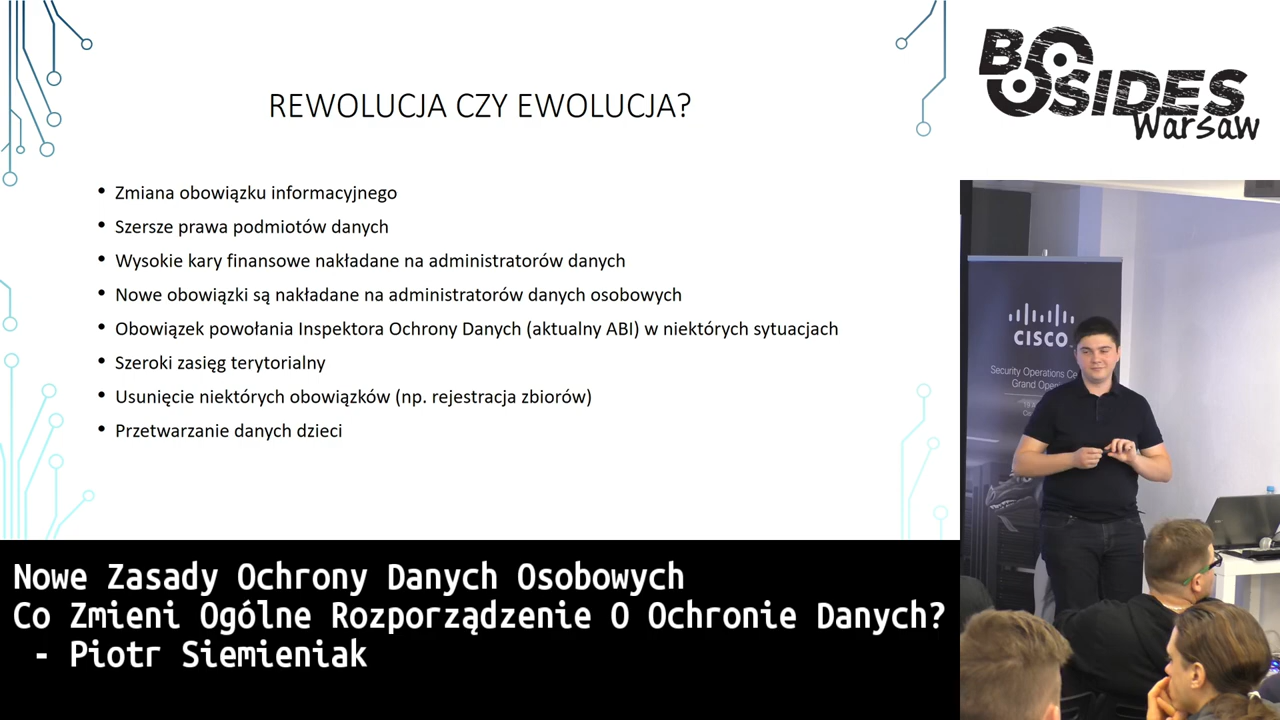 REWOLUCJA CZY EWOLUCJA?
• Zmiana obowiązku informacyjnego
• Szersze prawa podmiotów danych
• Wysokie kary finansowe nakładane na administratorów danych
• Nowe obowiązki są nakładane na administratorów danych osobowych
• Obowiązek powołania Inspektora Ochrony Danych (aktualny ABI) w niektórych sytuacjach
• Szeroki zasięg terytorialny
• Usunięcie niektórych obowiązków (np. rejestracja zbiorów)
• Przetwarzanie danych dzieci
BSIDES
Warsaw
CISCO
Security Operations Ce
Grand Open
Nowe Zasady Ochrony Danych Osobowych
Co Zmieni Ogólne Rozporządzenie O Ochronie Danych?
- Piotr Siemieniak